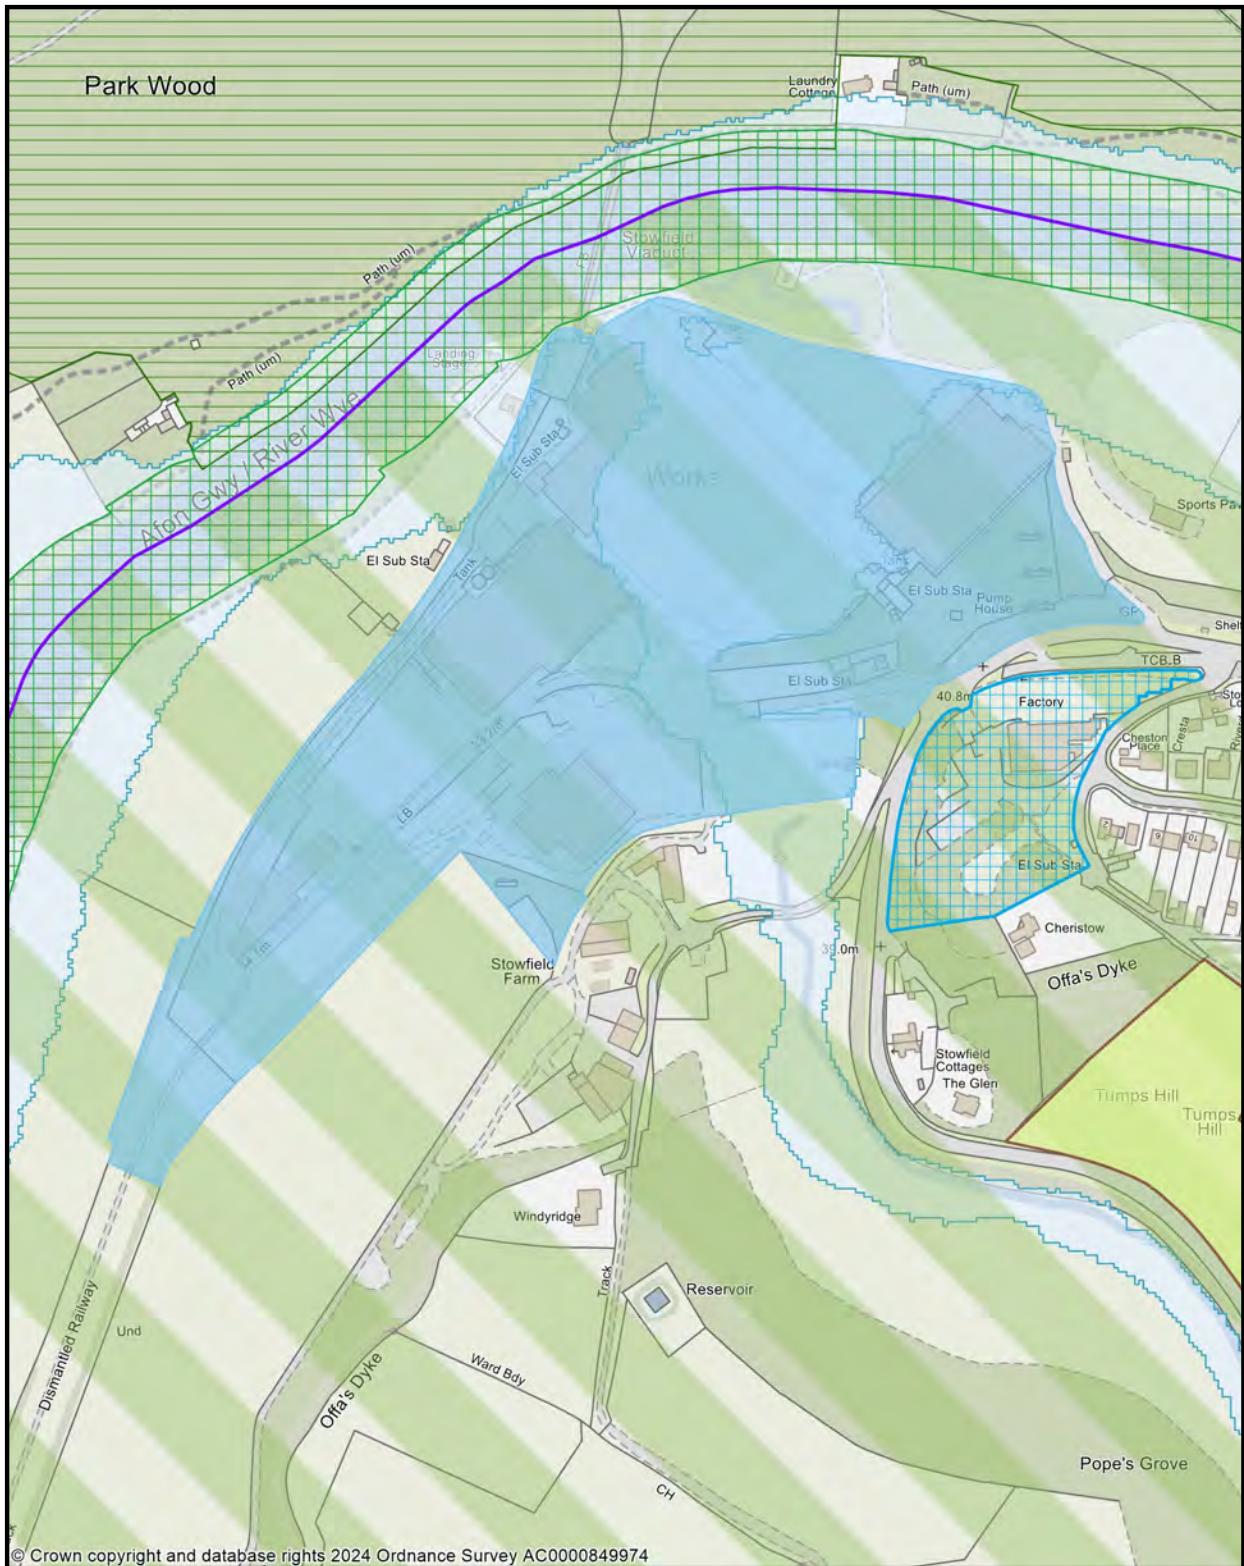 Park Wood
Laundry
Cottage
Path (um)
Stowfield
Viaduct
Path (um)
Path (um)
Landing
Stage
Afon Gwy / River Wye
El Sub Sta
El Sub Sta
Works
Tank
Tank
Sports Pa
El Sub Sta
Pump
House
GP
Shel
TCB.B
El Sub Sta
40.8m
Factory
Cheston
Place
Cresta
LB
El Sub Sta
Cheristow
39.0m
Offa's Dyke
Stowfield
Farm
Stowfield
Cottages
The Glen
Tumps Hill
Tumps
Hill
Windyridge
Track
Reservoir
Dismantled Railway
Und
Offa's Dyke
Ward Bdy
CH
Pope's Grove
© Crown copyright and database rights 2024 Ordnance Survey AC0000849974